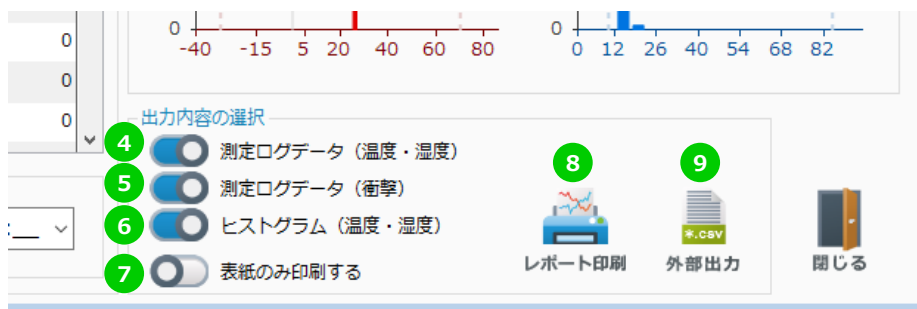 0
0
0
0
-40 -15 5 20 40 60 80
0
0 12 26 40 54 68 82
出力内容の選択
4 測定ログデータ（温度・湿度）
5 測定ログデータ（衝撃）
6 ヒストグラム（温度・湿度）
7 表紙のみ印刷する
:__
8
レポート印刷
9
*.csv
外部出力
閉じる